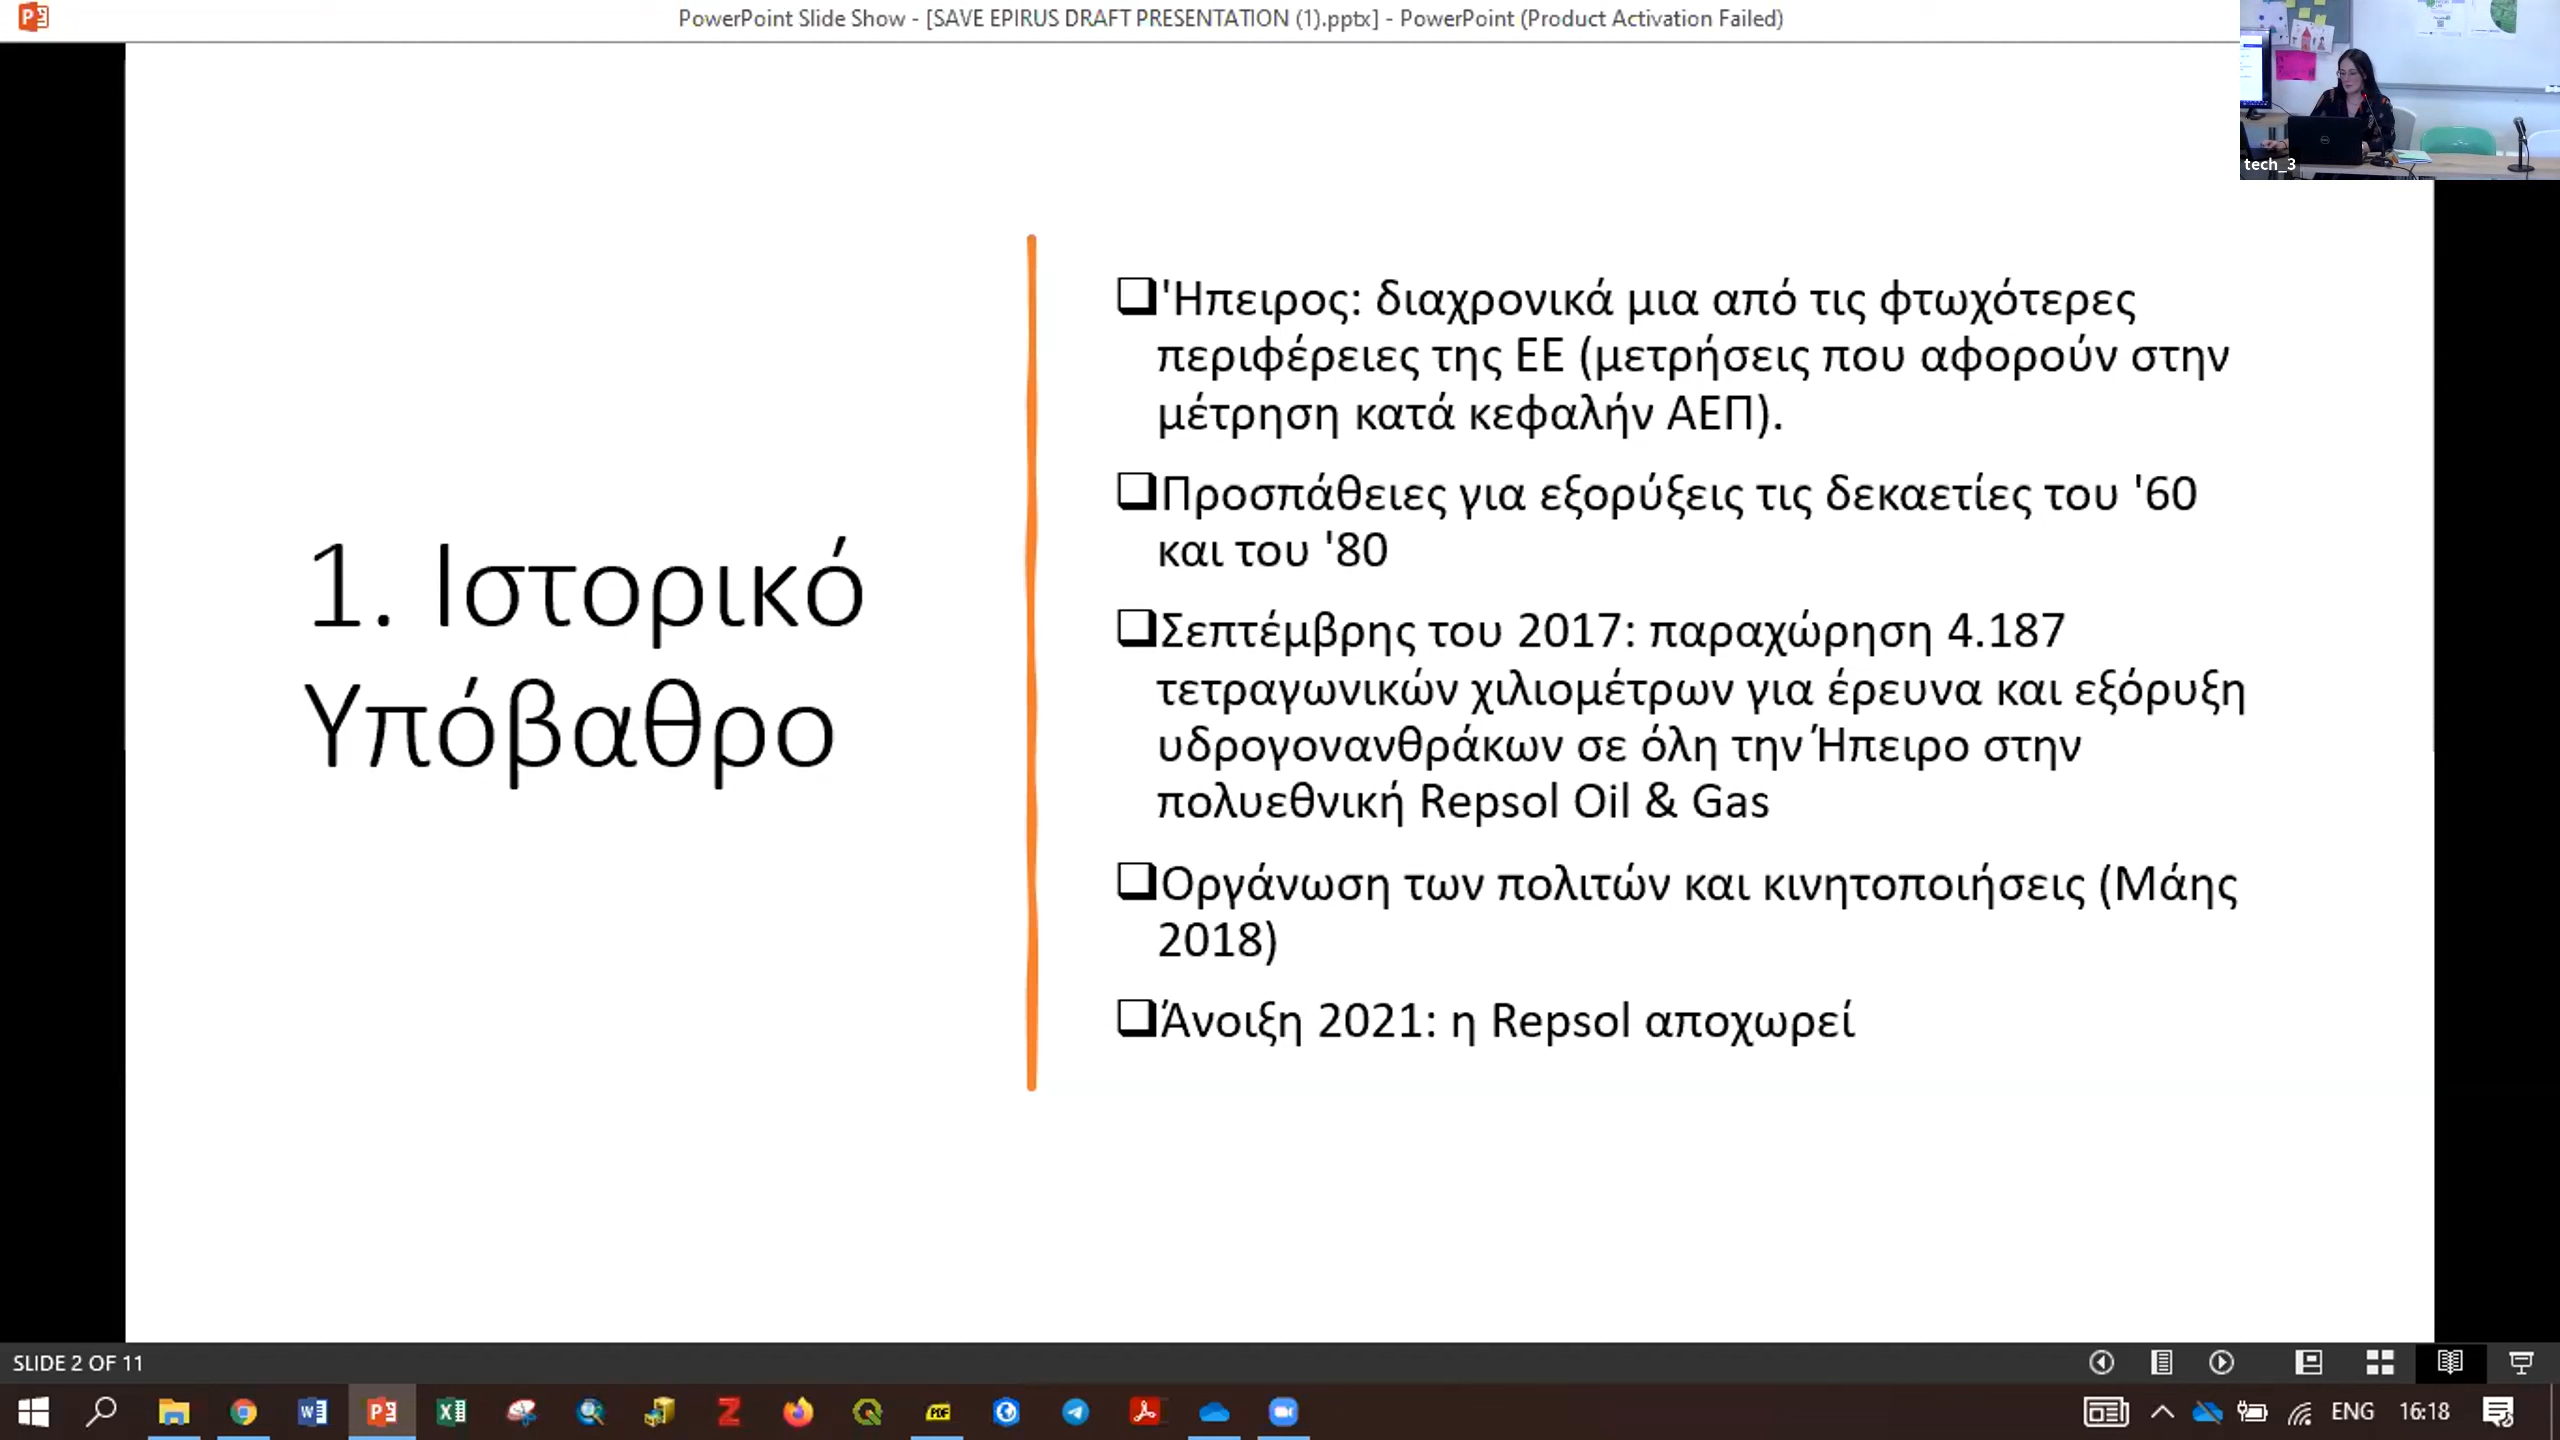 PowerPoint Slide Show - [SAVE EPIRUS DRAFT PRESENTATION (1).pptx] - PowerPoint (Product Activation Failed)
tech_3
1. Ιστορικό
Υπόβαθρο
'Ηπειρος: διαχρονικά μια από τις φτωχότερες
περιφέρειες της ΕΕ (μετρήσεις που αφορούν στην
μέτρηση κατά κεφαλήν ΑΕΠ).
Προσπάθειες για εξορύξεις τις δεκαετίες του '60
και του '80
Σεπτέμβρης του 2017: παραχώρηση 4.187
τετραγωνικών χιλιομέτρων για έρευνα και εξόρυξη
υδρογονανθράκων σε όλη την Ήπειρο στην
πολυεθνική Repsol Oil & Gas
Οργάνωση των πολιτών και κινητοποιήσεις (Μάης
2018)
Άνοιξη 2021: η Repsol αποχωρεί
SLIDE 2 OF 11
ENG 16:18